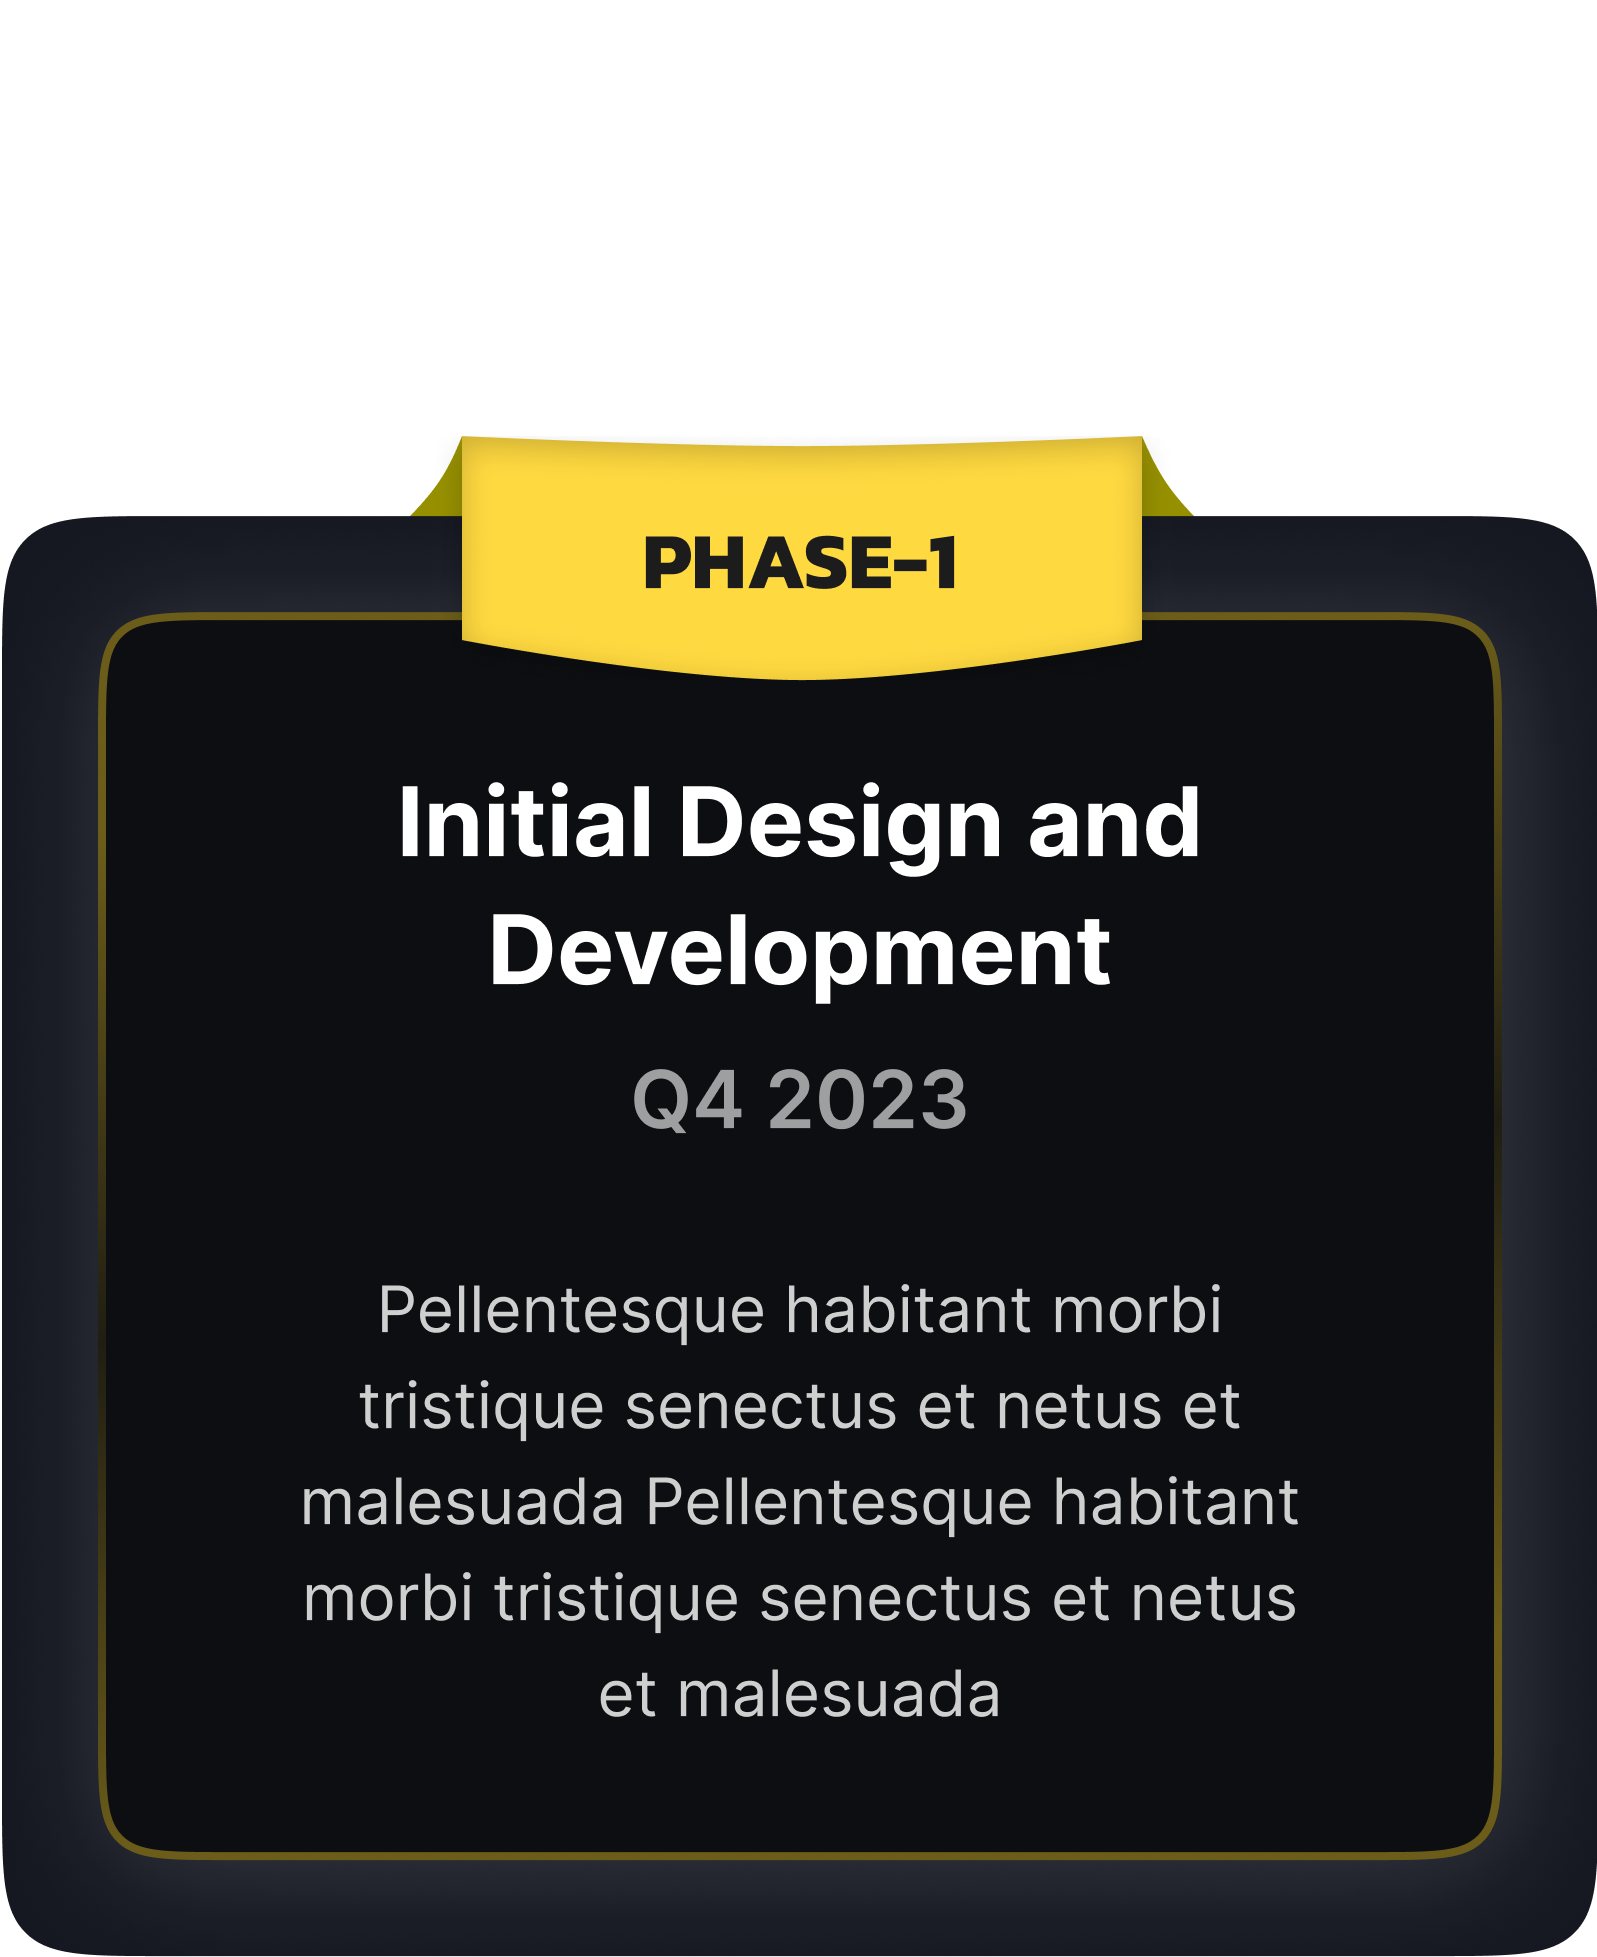 PHASE-1
Initial Design and
Development
Q4 2023
Pellentesque habitant morbi
tristique senectus et netus et
malesuada Pellentesque habitant
morbi tristique senectus et netus
et malesuada